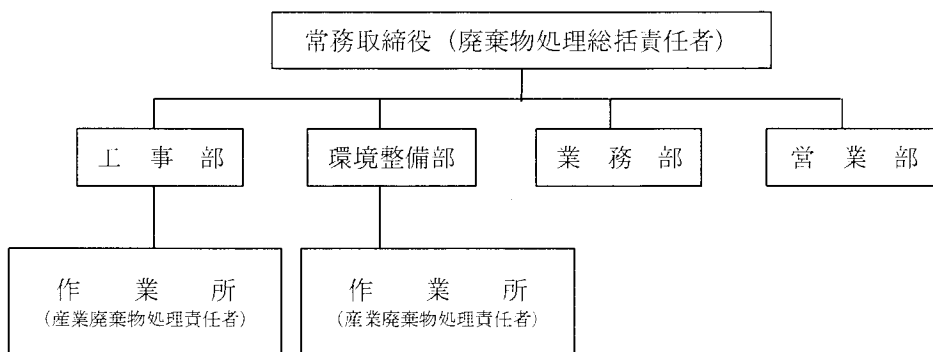 常務取締役（廃棄物処理総括責任者）
工事部
環境整備部
業務部
営業部
作業所
（産業廃棄物処理責任者）
作業所
（産業廃棄物処理責任者）